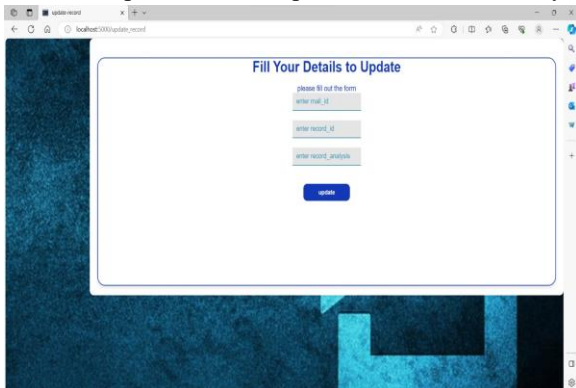 update-record
localhost:5000/update_record
Fill Your Details to Update
please fill out the form
enter mail_id
enter record_id
enter record_analysis
update